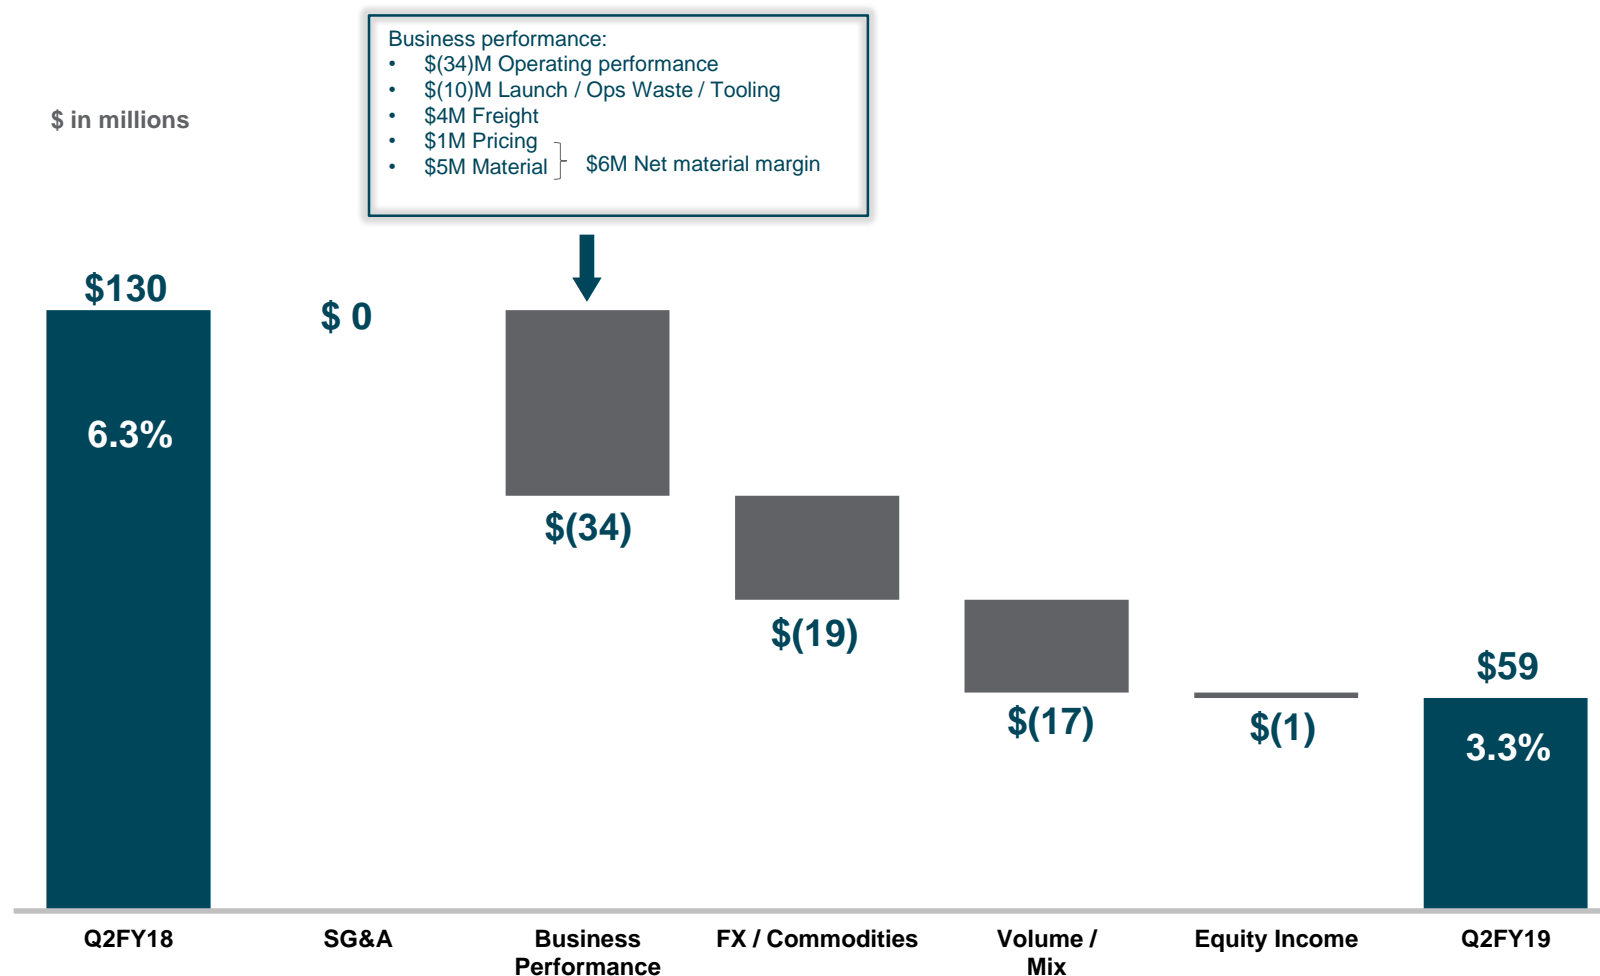 Business performance:
• $(34)M Operating performance
• $(10)M Launch / Ops Waste / Tooling
• $4M Freight
• $1M Pricing
• $5M Material
$6M Net material margin
$ in millions
$130
6.3%
$ 0
$(34)
$(19)
$(17)
$(1)
$59
3.3%
Q2FY18
SG&A
Business
Performance
FX / Commodities
Volume /
Mix
Equity Income
Q2FY19